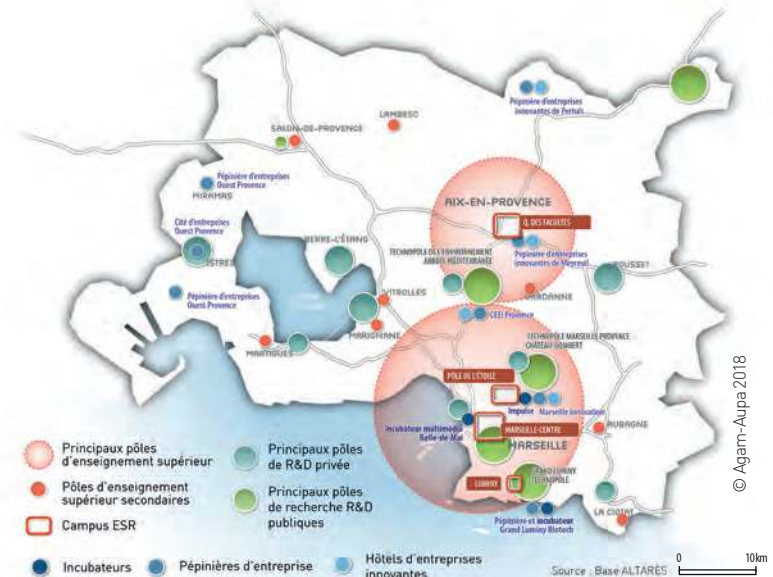 LAMBESC
SALON-DE-PROVENCE
Pépinière d'entreprises
innovantes de Pertuis
Pépinière d'entreprises
Ouest Provence
MIRAMAS
AIX-EN-PROVENCE
Q. DES FACULTES
Cité d'entreprises
Ouest Provence
ISTRES
BERRE-L'ÉTANG
TECHNOPOLE DE L'ENVIRONNEMENT
ARBOIS MÉDITERRANÉE
Pépinière d'entreprises
innovantes de Meyreuil
ROUSSET
Pépinière d'entreprises
Ouest Provence
VITROLLES
GARDANNE
CEEI Provence
MARIGNANE
MARTIGUES
TECHNOPOLE MARSEILLE PROVENCE
CHÂTEAU GOMBERT
PÔLE DE L'ÉTOILE
Impulse
Marseille innovation
incubateur multimédia
Belle-de-Mai
MARSEILLE-CENTRE
MARSEILLE
AUBAGNE
LUMINY
TECHNOPÔLE
Pépinière et incubateur
Grand Luminy Biotech
LA CIOTAT
© Agam-Aupa 2018
Principaux pôles
d'enseignement supérieur
Pôles d'enseignement
supérieur secondaires
Campus ESR
Principaux pôles
de R&D privée
Principaux pôles
de recherche R&D
publiques
Incubateurs
Pépinières d'entreprise
Hôtels d'entreprises
innovantes
Source : Base ALTARÈS
0 10km